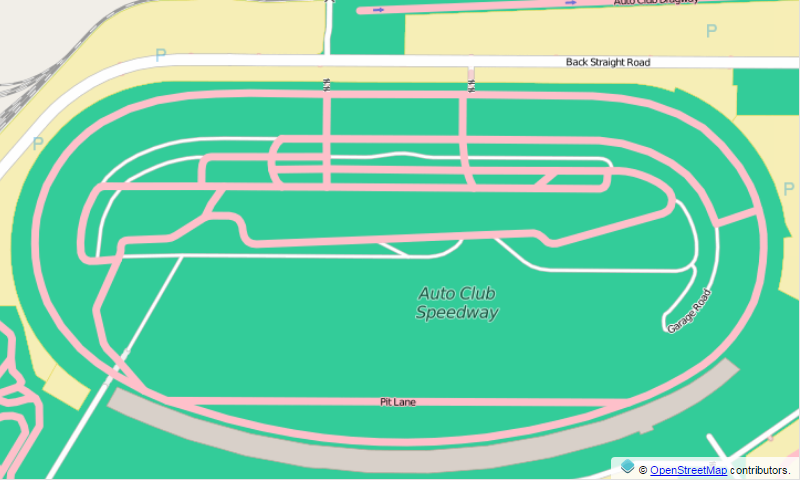 Auto Club Dragway
P
P
Back Straight Road
P
P
Auto Club
Speedway
Garage Road
Pit Lane
© OpenStreetMap contributors.